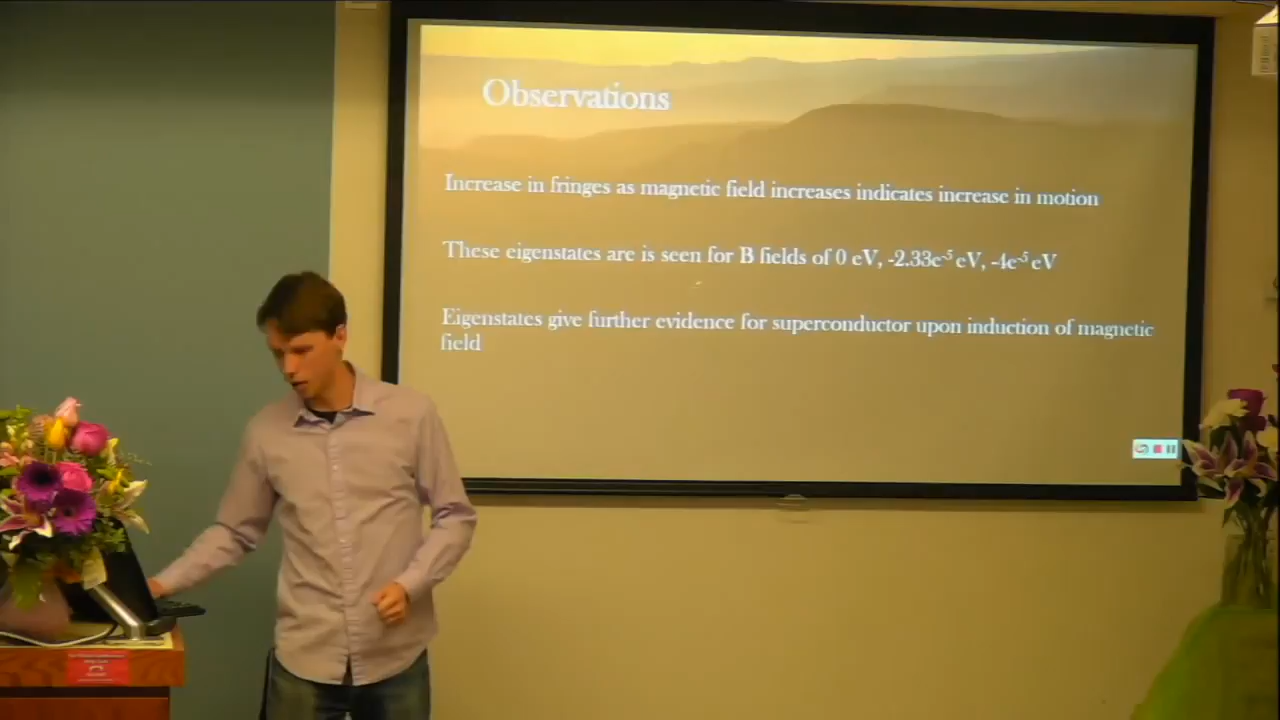 Observations
Increase in fringes as magnetic field increases indicates increase in motion
These eigenstates are is seen for B fields of 0 eV, -2.33e⁻⁵ eV, -4e⁻⁵ eV
Eigenstates give further evidence for superconductor upon induction of magnetic
field